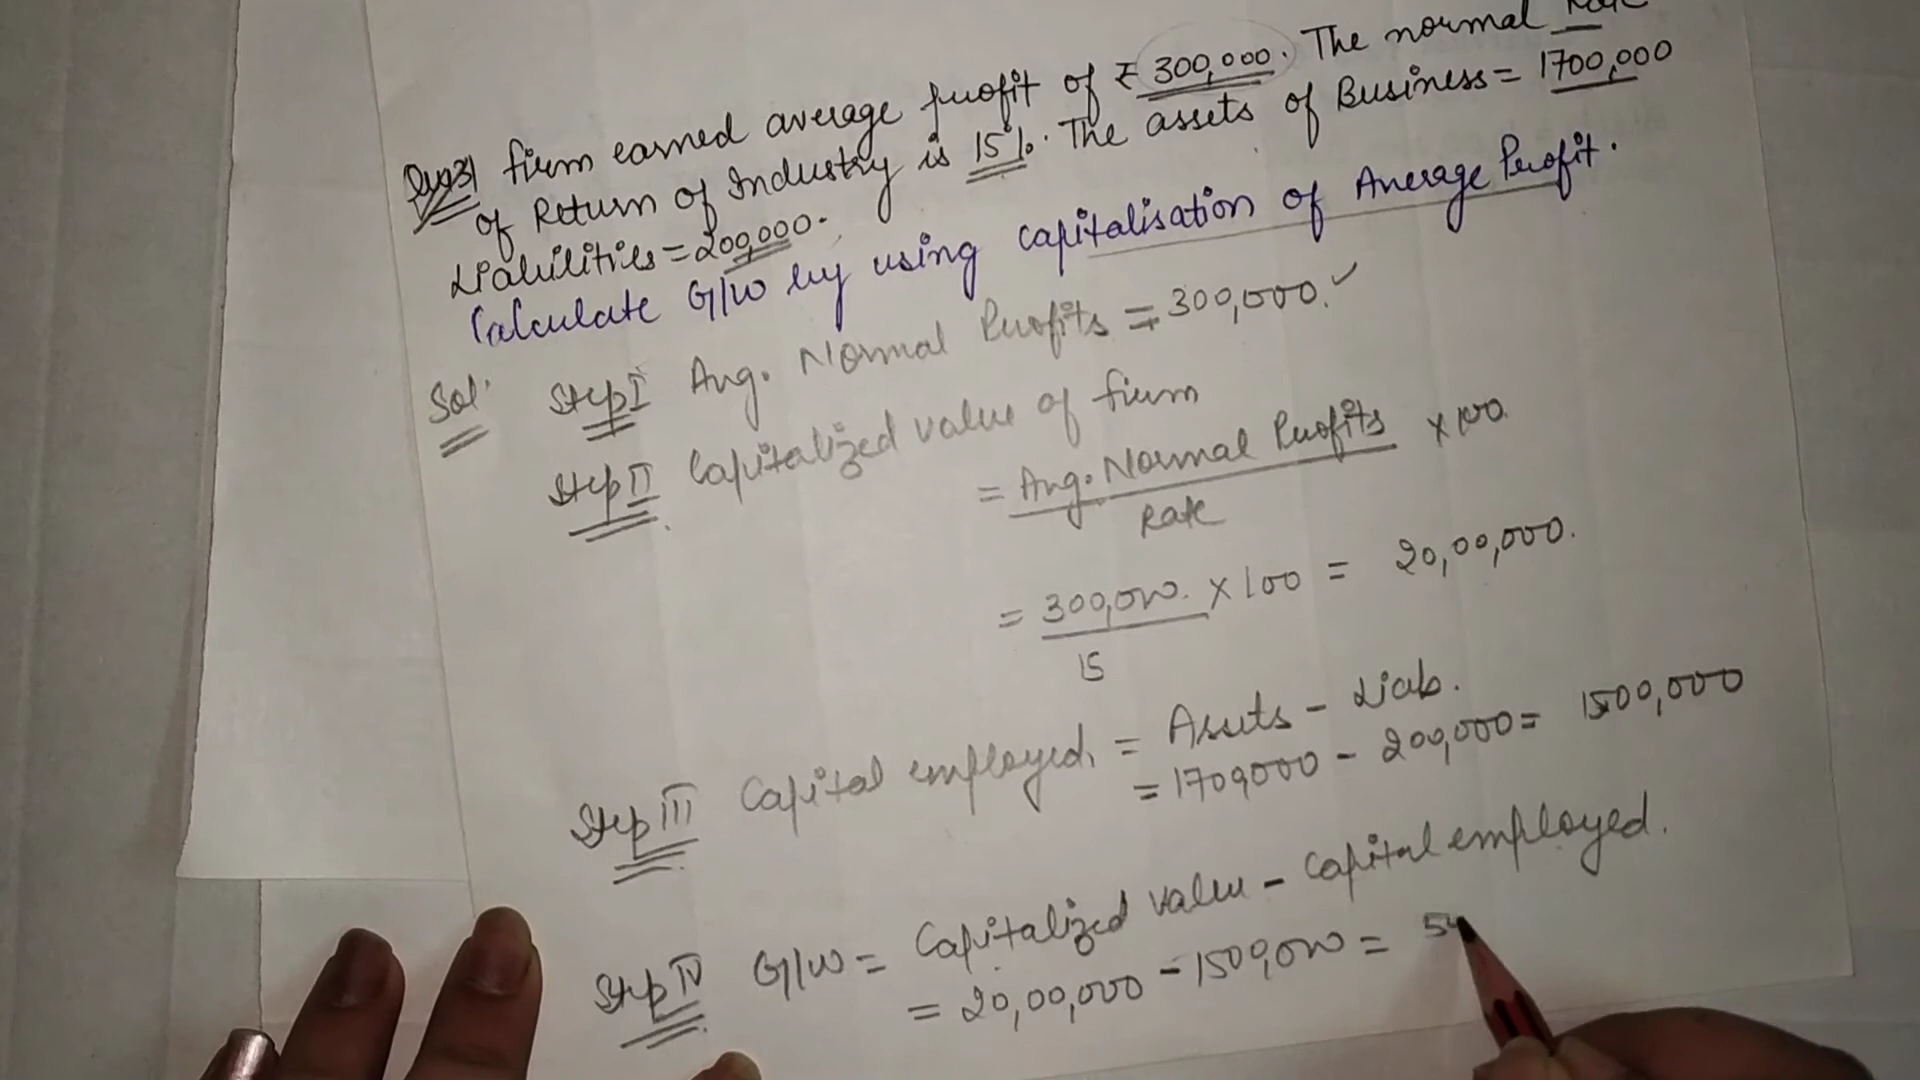 Que3) firm earned average profit of ₹ 300,000. The normal Rate
of Return of Industry is 15%. The assets of Business = 1700,000
Liabilities = 200,000.
Calculate G/W by using capitalisation of Average Profit.
Sol. Step I Avg. Normal Profits = 300,000.
Step II Capitalized value of firm
= Avg. Normal Profits × 100
Rate
= 300,000. × 100 = 20,00,000.
15
Step III Capital employed, = Assets - Liab.
= 1700000 - 200,000 = 1500,000
Step IV G/W = Capitalized value - Capital employed.
= 20,00,000 - 1500,000 = 50